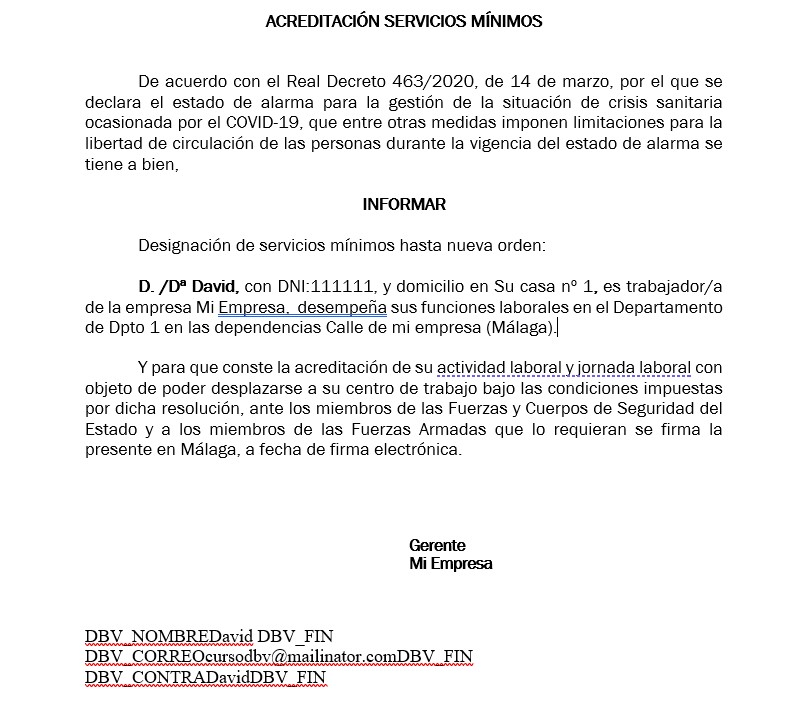 ACREDITACIÓN SERVICIOS MÍNIMOS
De acuerdo con el Real Decreto 463/2020, de 14 de marzo, por el que se
declara el estado de alarma para la gestión de la situación de crisis sanitaria
ocasionada por el COVID-19, que entre otras medidas imponen limitaciones para la
libertad de circulación de las personas durante la vigencia del estado de alarma se
tiene a bien,
INFORMAR
Designación de servicios mínimos hasta nueva orden:
D. /Dª David, con DNI:111111, y domicilio en Su casa nº 1, es trabajador/a
de la empresa Mi Empresa, desempeña sus funciones laborales en el Departamento
de Dpto 1 en las dependencias Calle de mi empresa (Málaga).
Y para que conste la acreditación de su actividad laboral y jornada laboral con
objeto de poder desplazarse a su centro de trabajo bajo las condiciones impuestas
por dicha resolución, ante los miembros de las Fuerzas y Cuerpos de Seguridad del
Estado y a los miembros de las Fuerzas Armadas que lo requieran se firma la
presente en Málaga, a fecha de firma electrónica.
Gerente
Mi Empresa
DBV_NOMBREDavid DBV_FIN
DBV_CORREOcursodbv@mailinator.comDBV_FIN
DBV_CONTRADavidDBV_FIN